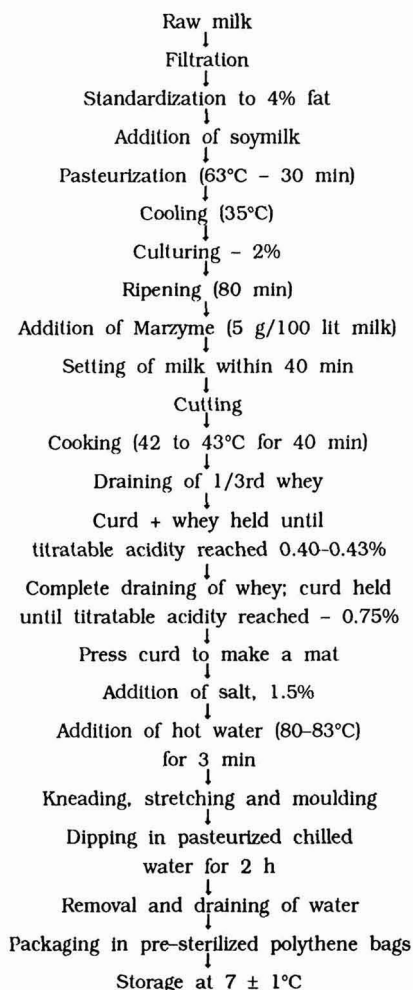 Raw milk
Filtration
Standardization to 4% fat
Addition of soymilk
Pasteurization (63°C – 30 min)
Cooling (35°C)
Culturing – 2%
Ripening (80 min)
Addition of Marzyme (5 g/100 lit milk)
Setting of milk within 40 min
Cutting
Cooking (42 to 43°C for 40 min)
Draining of 1/3rd whey
Curd + whey held until
titratable acidity reached 0.40–0.43%
Complete draining of whey; curd held
until titratable acidity reached – 0.75%
Press curd to make a mat
Addition of salt, 1.5%
Addition of hot water (80–83°C)
for 3 min
Kneading, stretching and moulding
Dipping in pasteurized chilled
water for 2 h
Removal and draining of water
Packaging in pre-sterilized polythene bags
Storage at 7 ± 1°C